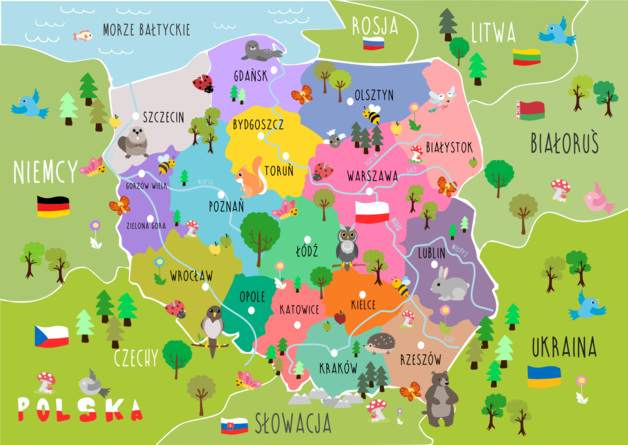 MORZE BAŁTYCKIE
ROSJA
LITWA
GDAŃSK
OLSZTYN
SZCZECIN
BYDGOSZCZ
BIAŁORUŚ
BIAŁYSTOK
NIEMCY
TORUŃ
WARSZAWA
GORZÓW WIELK.
POZNAŃ
ZIELONA GÓRA
ŁÓDŹ
LUBLIN
WROCŁAW
OPOLE
KATOWICE
KIELCE
UKRAINA
CZECHY
KRAKÓW
RZESZÓW
POLSKA
SŁOWACJA